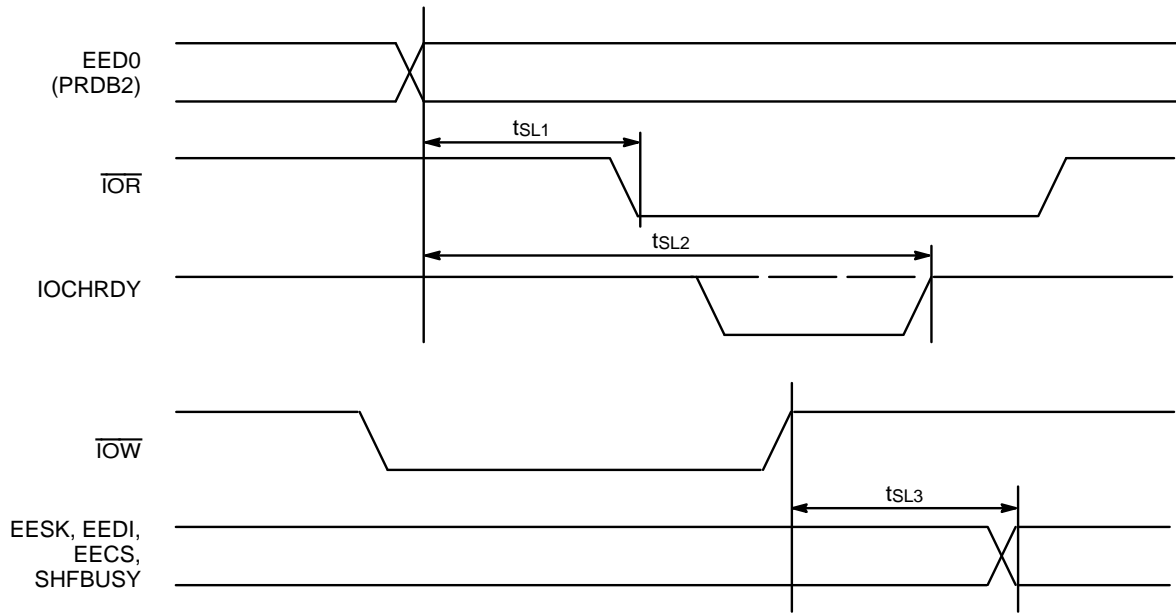 EED0
(PRDB2)
tSL1
IOR
tSL2
IOCHRDY
IOW
tSL3
EESK, EEDI,
EECS,
SHFBUSY